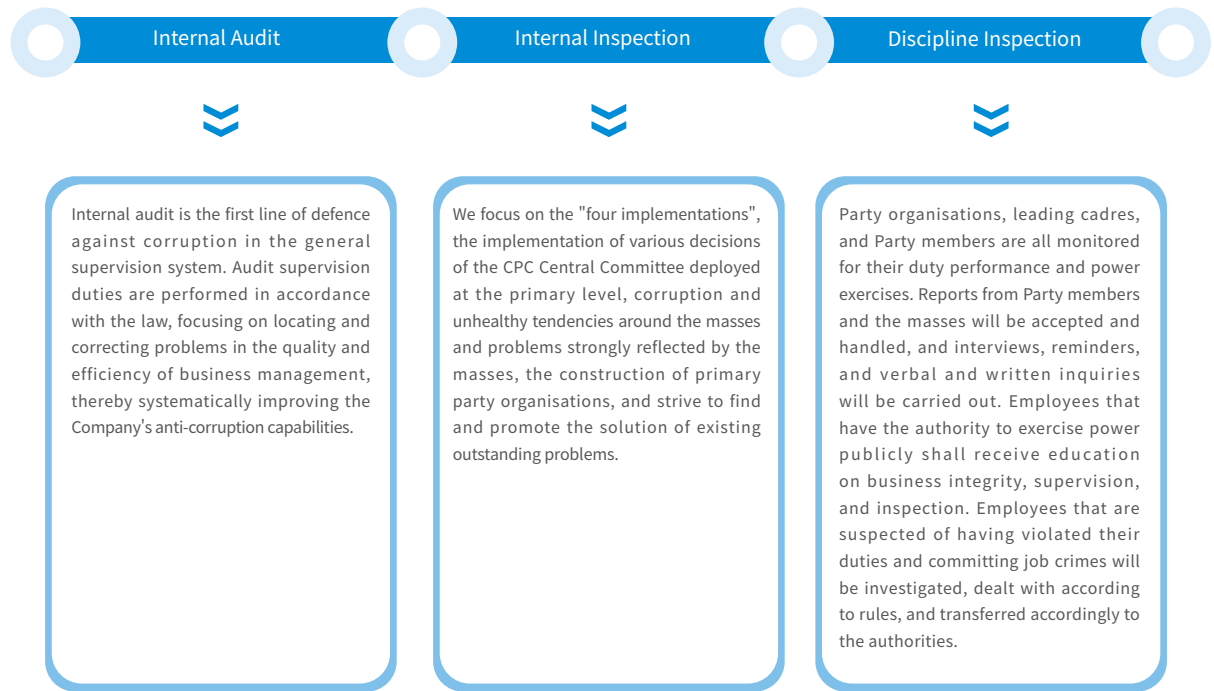 Internal Audit
Internal Inspection
Discipline Inspection
Internal audit is the first line of defence
against corruption in the general
supervision system. Audit supervision
duties are performed in accordance
with the law, focusing on locating and
correcting problems in the quality and
efficiency of business management,
thereby systematically improving the
Company's anti-corruption capabilities.
We focus on the "four implementations",
the implementation of various decisions
of the CPC Central Committee deployed
at the primary level, corruption and
unhealthy tendencies around the masses
and problems strongly reflected by the
masses, the construction of primary
party organisations, and strive to find
and promote the solution of existing
outstanding problems.
Party organisations, leading cadres,
and Party members are all monitored
for their duty performance and power
exercises. Reports from Party members
and the masses will be accepted and
handled, and interviews, reminders,
and verbal and written inquiries
will be carried out. Employees that
have the authority to exercise power
publicly shall receive education
on business integrity, supervision,
and inspection. Employees that are
suspected of having violated their
duties and committing job crimes will
be investigated, dealt with according
to rules, and transferred accordingly to
the authorities.